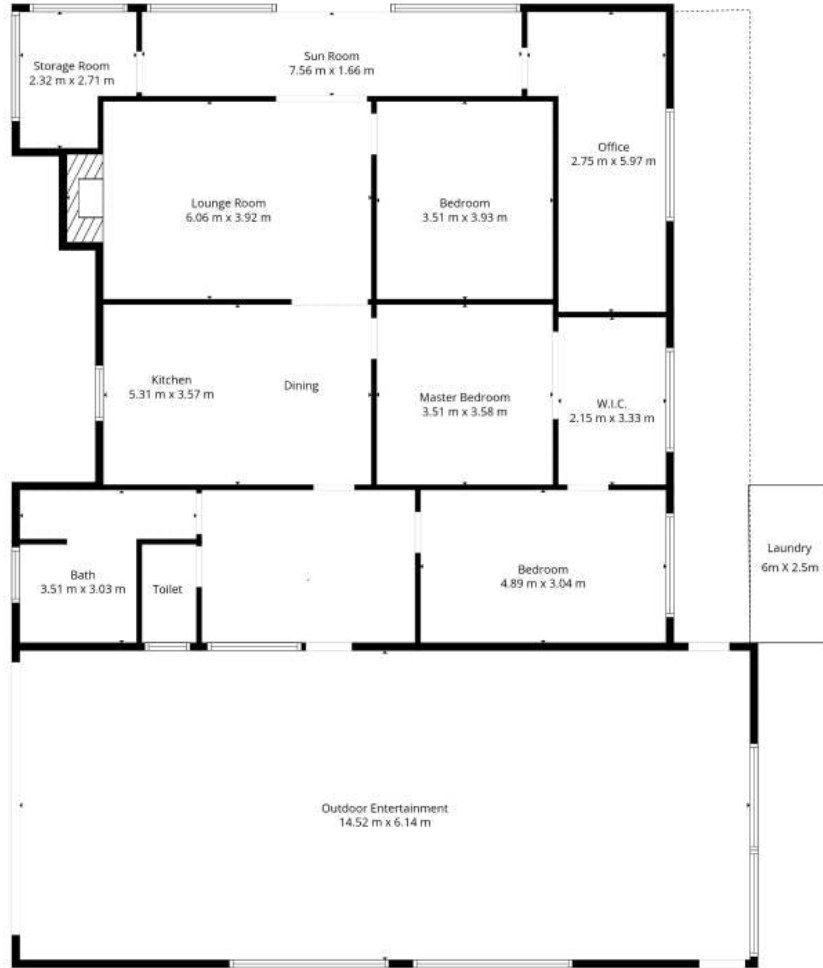 Sun Room
7.56 m x 1.66 m
Storage Room
2.32 m x 2.71 m
Office
2.75 m x 5.97 m
Lounge Room
6.06 m x 3.92 m
Bedroom
3.51 m x 3.93 m
Kitchen
5.31 m x 3.57 m
Dining
Master Bedroom
3.51 m x 3.58 m
W.I.C.
2.15 m x 3.33 m
Laundry
6m X 2.5m
Bath
3.51 m x 3.03 m
Toilet
Bedroom
4.89 m x 3.04 m
Outdoor Entertainment
14.52 m x 6.14 m